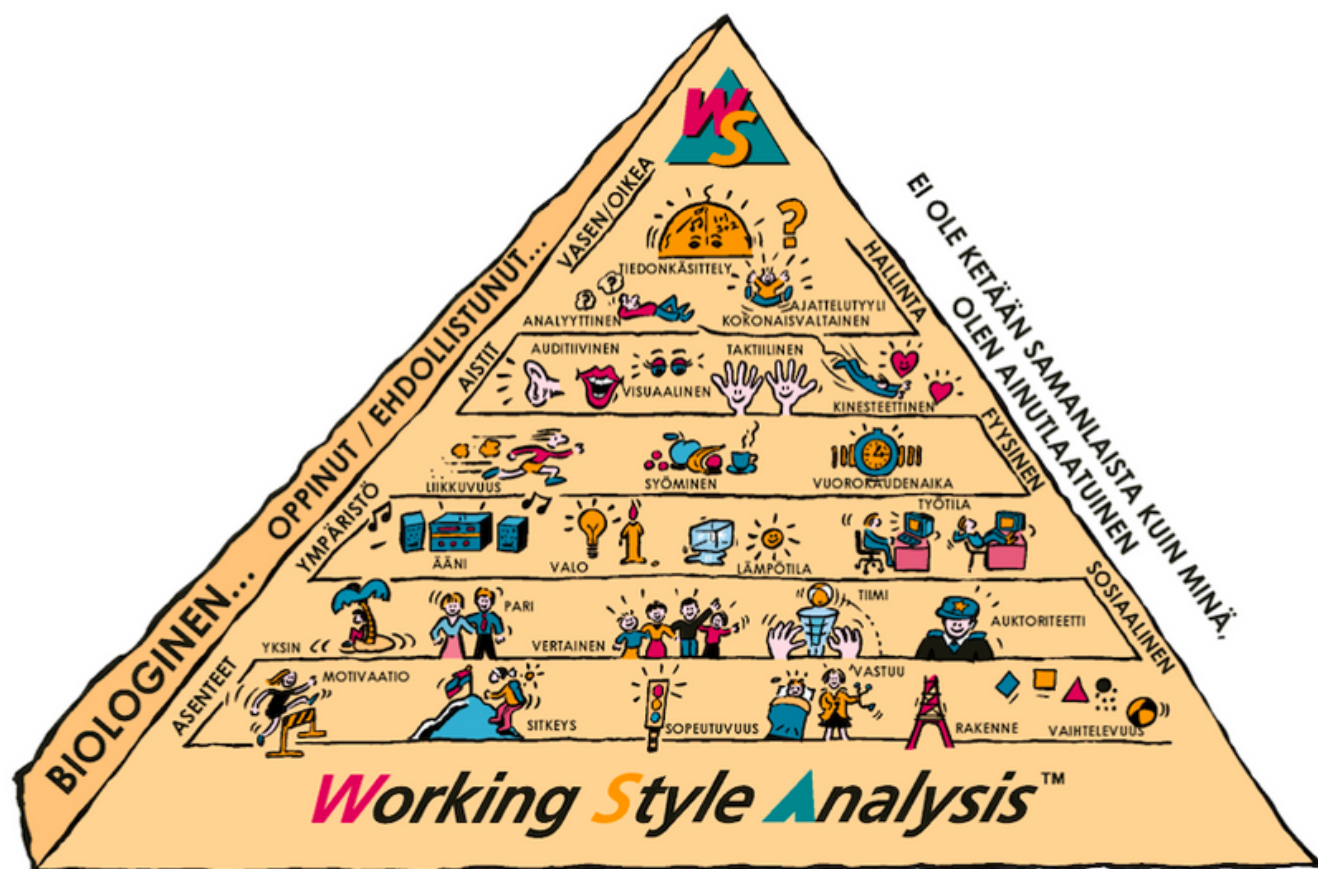 WS
VASEN/OIKEA
HALLINTA
TIEDONKÄSITTELY
?
? ?
AJATTELUTYYLI
ANALYYTTINEN
KOKONAISVALTAINEN
AISTIT
AUDITIIVINEN
TAKTIILINEN
VISUAALINEN
KINESTEETTINEN
FYYSINEN
LIIKKUVUUS
SYÖMINEN
VUOROKAUDENAIKA
YMPÄRISTÖ
TYÖTILA
ÄÄNI
VALO
LÄMPÖTILA
SOSIAALINEN
YKSIN
PARI
VERTAINEN
TIIMI
AUKTORITEETTI
ASENTEET
MOTIVAATIO
SITKEYS
SOPEUTUVUUS
VASTUU
RAKENNE
VAIHTELEVUUS
BIOLOGINEN... OPPINUT / EHDOLLISTUNUT...
EI OLE KETÄÄN SAMANLAISTA KUIN MINÄ,
OLEN AINUTLAATUINEN
Working Style Analysis™